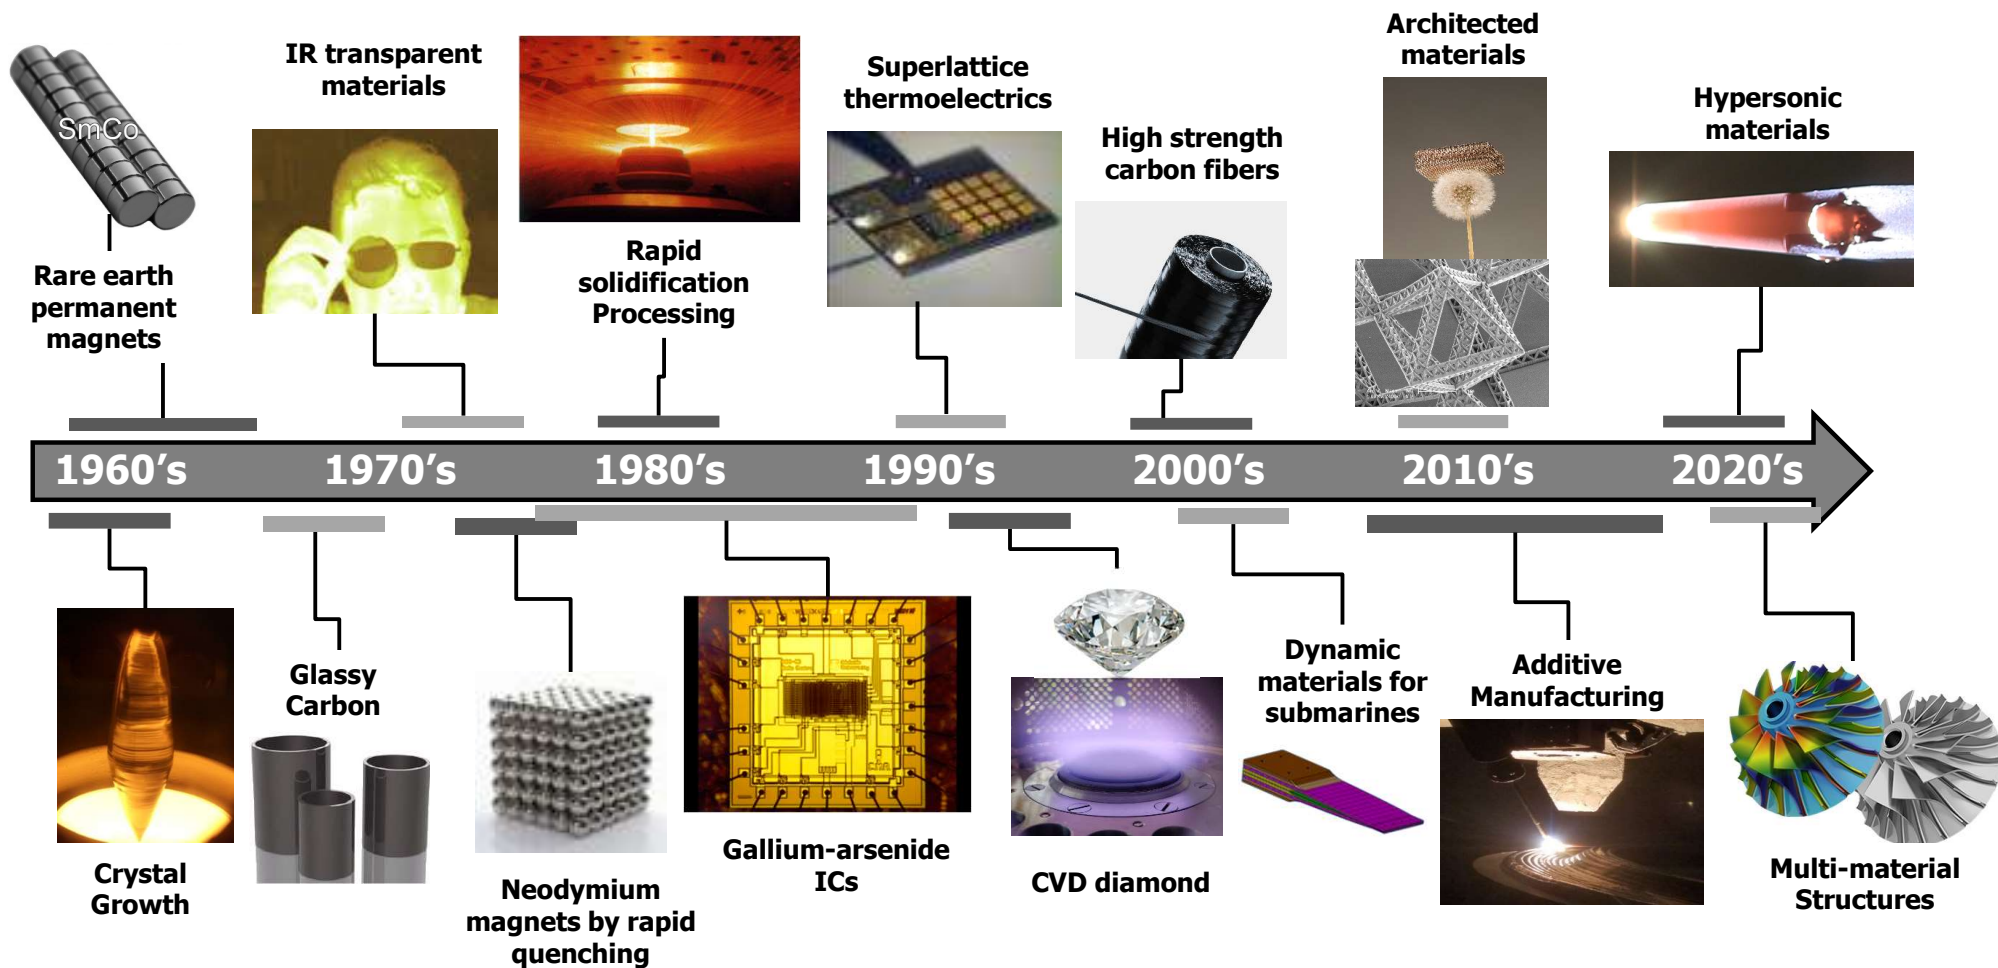 SmCo
Rare earth
permanent
magnets
IR transparent
materials
Rapid
solidification
Processing
Superlattice
thermoelectrics
High strength
carbon fibers
Architected
materials
Hypersonic
materials
1960’s
1970’s
1980’s
1990’s
2000’s
2010’s
2020’s
Crystal
Growth
Glassy
Carbon
Neodymium
magnets by rapid
quenching
Gallium-arsenide
ICs
CVD diamond
Dynamic
materials for
submarines
Additive
Manufacturing
Multi-material
Structures